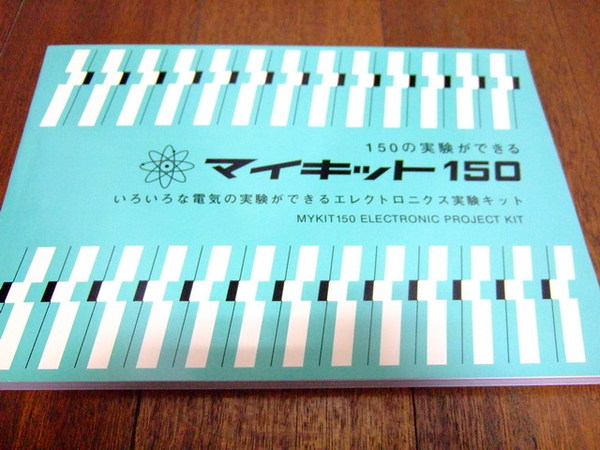 150の実験ができる
マイキット150
いろいろな電気の実験ができるエレクトロニクス実験キット
MYKIT150 ELECTRONIC PROJECT KIT